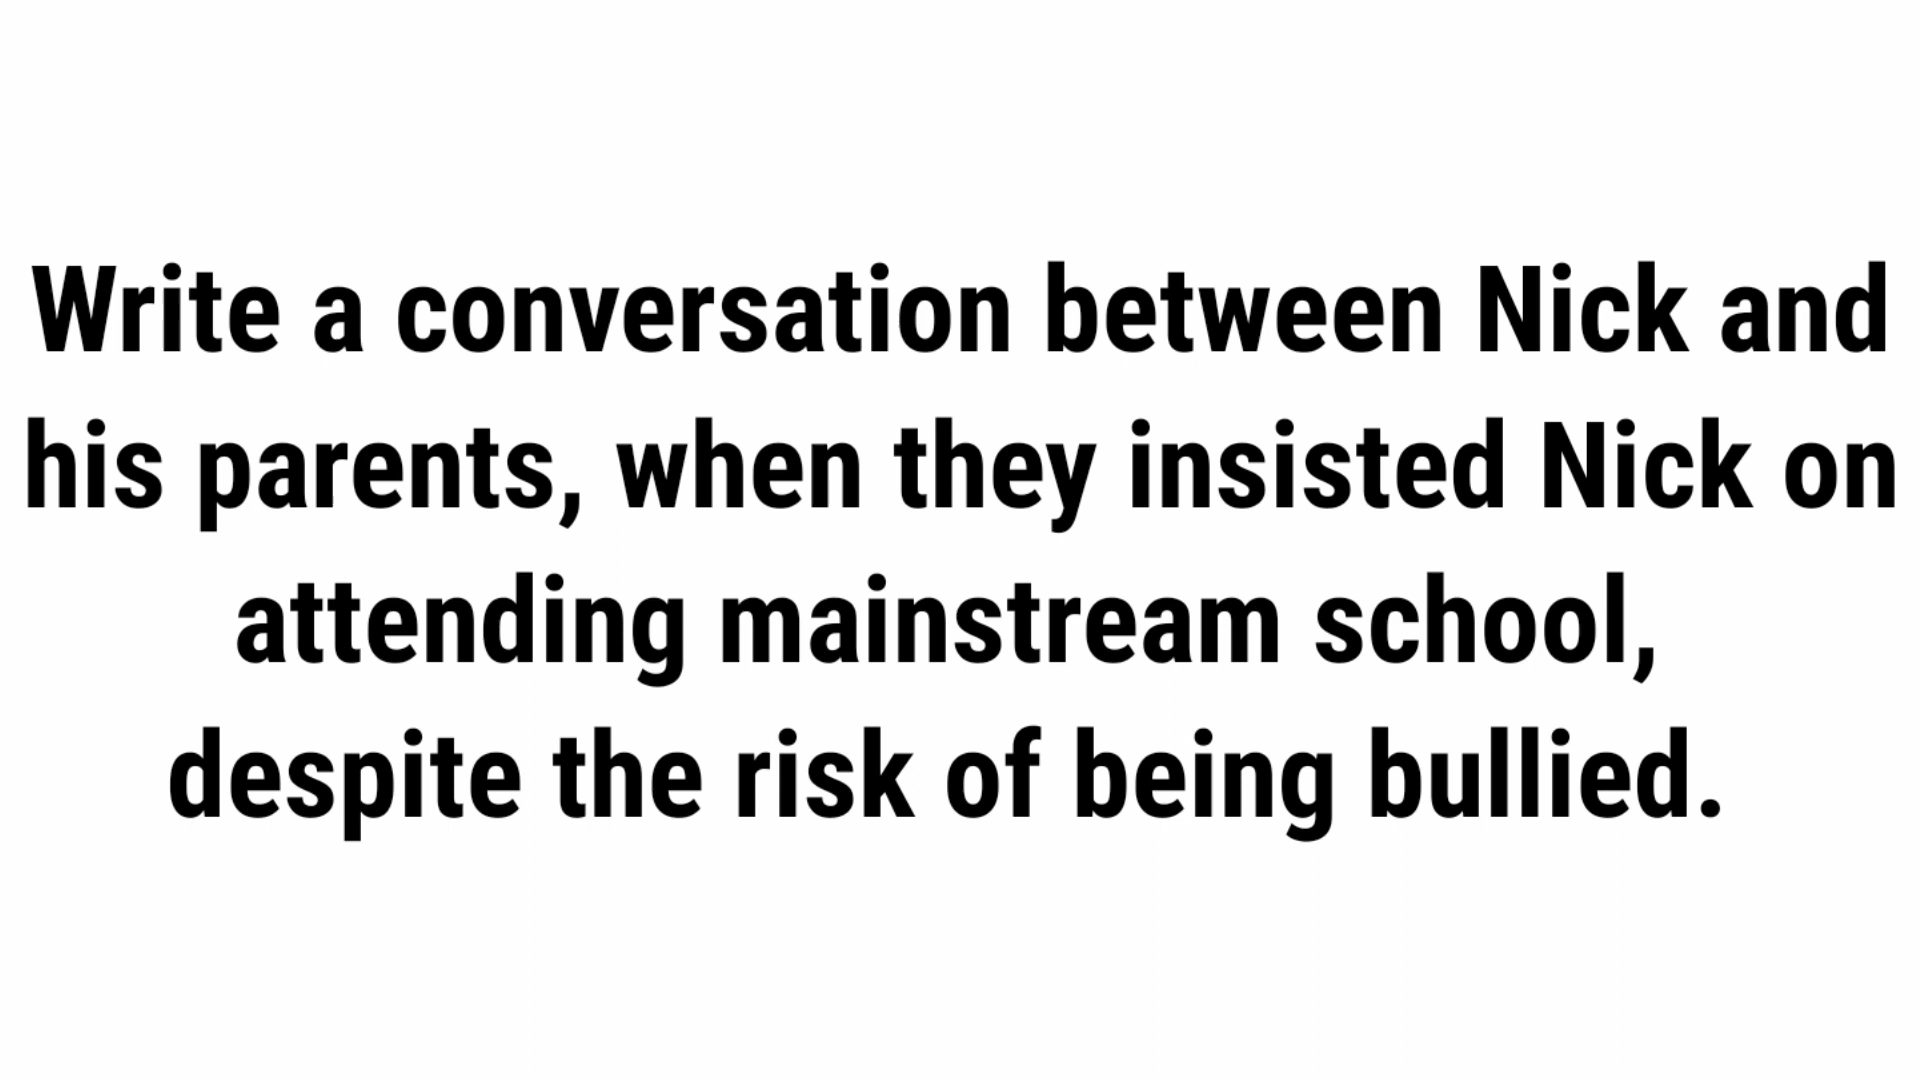 Write a conversation between Nick and
his parents, when they insisted Nick on
attending mainstream school,
despite the risk of being bullied.